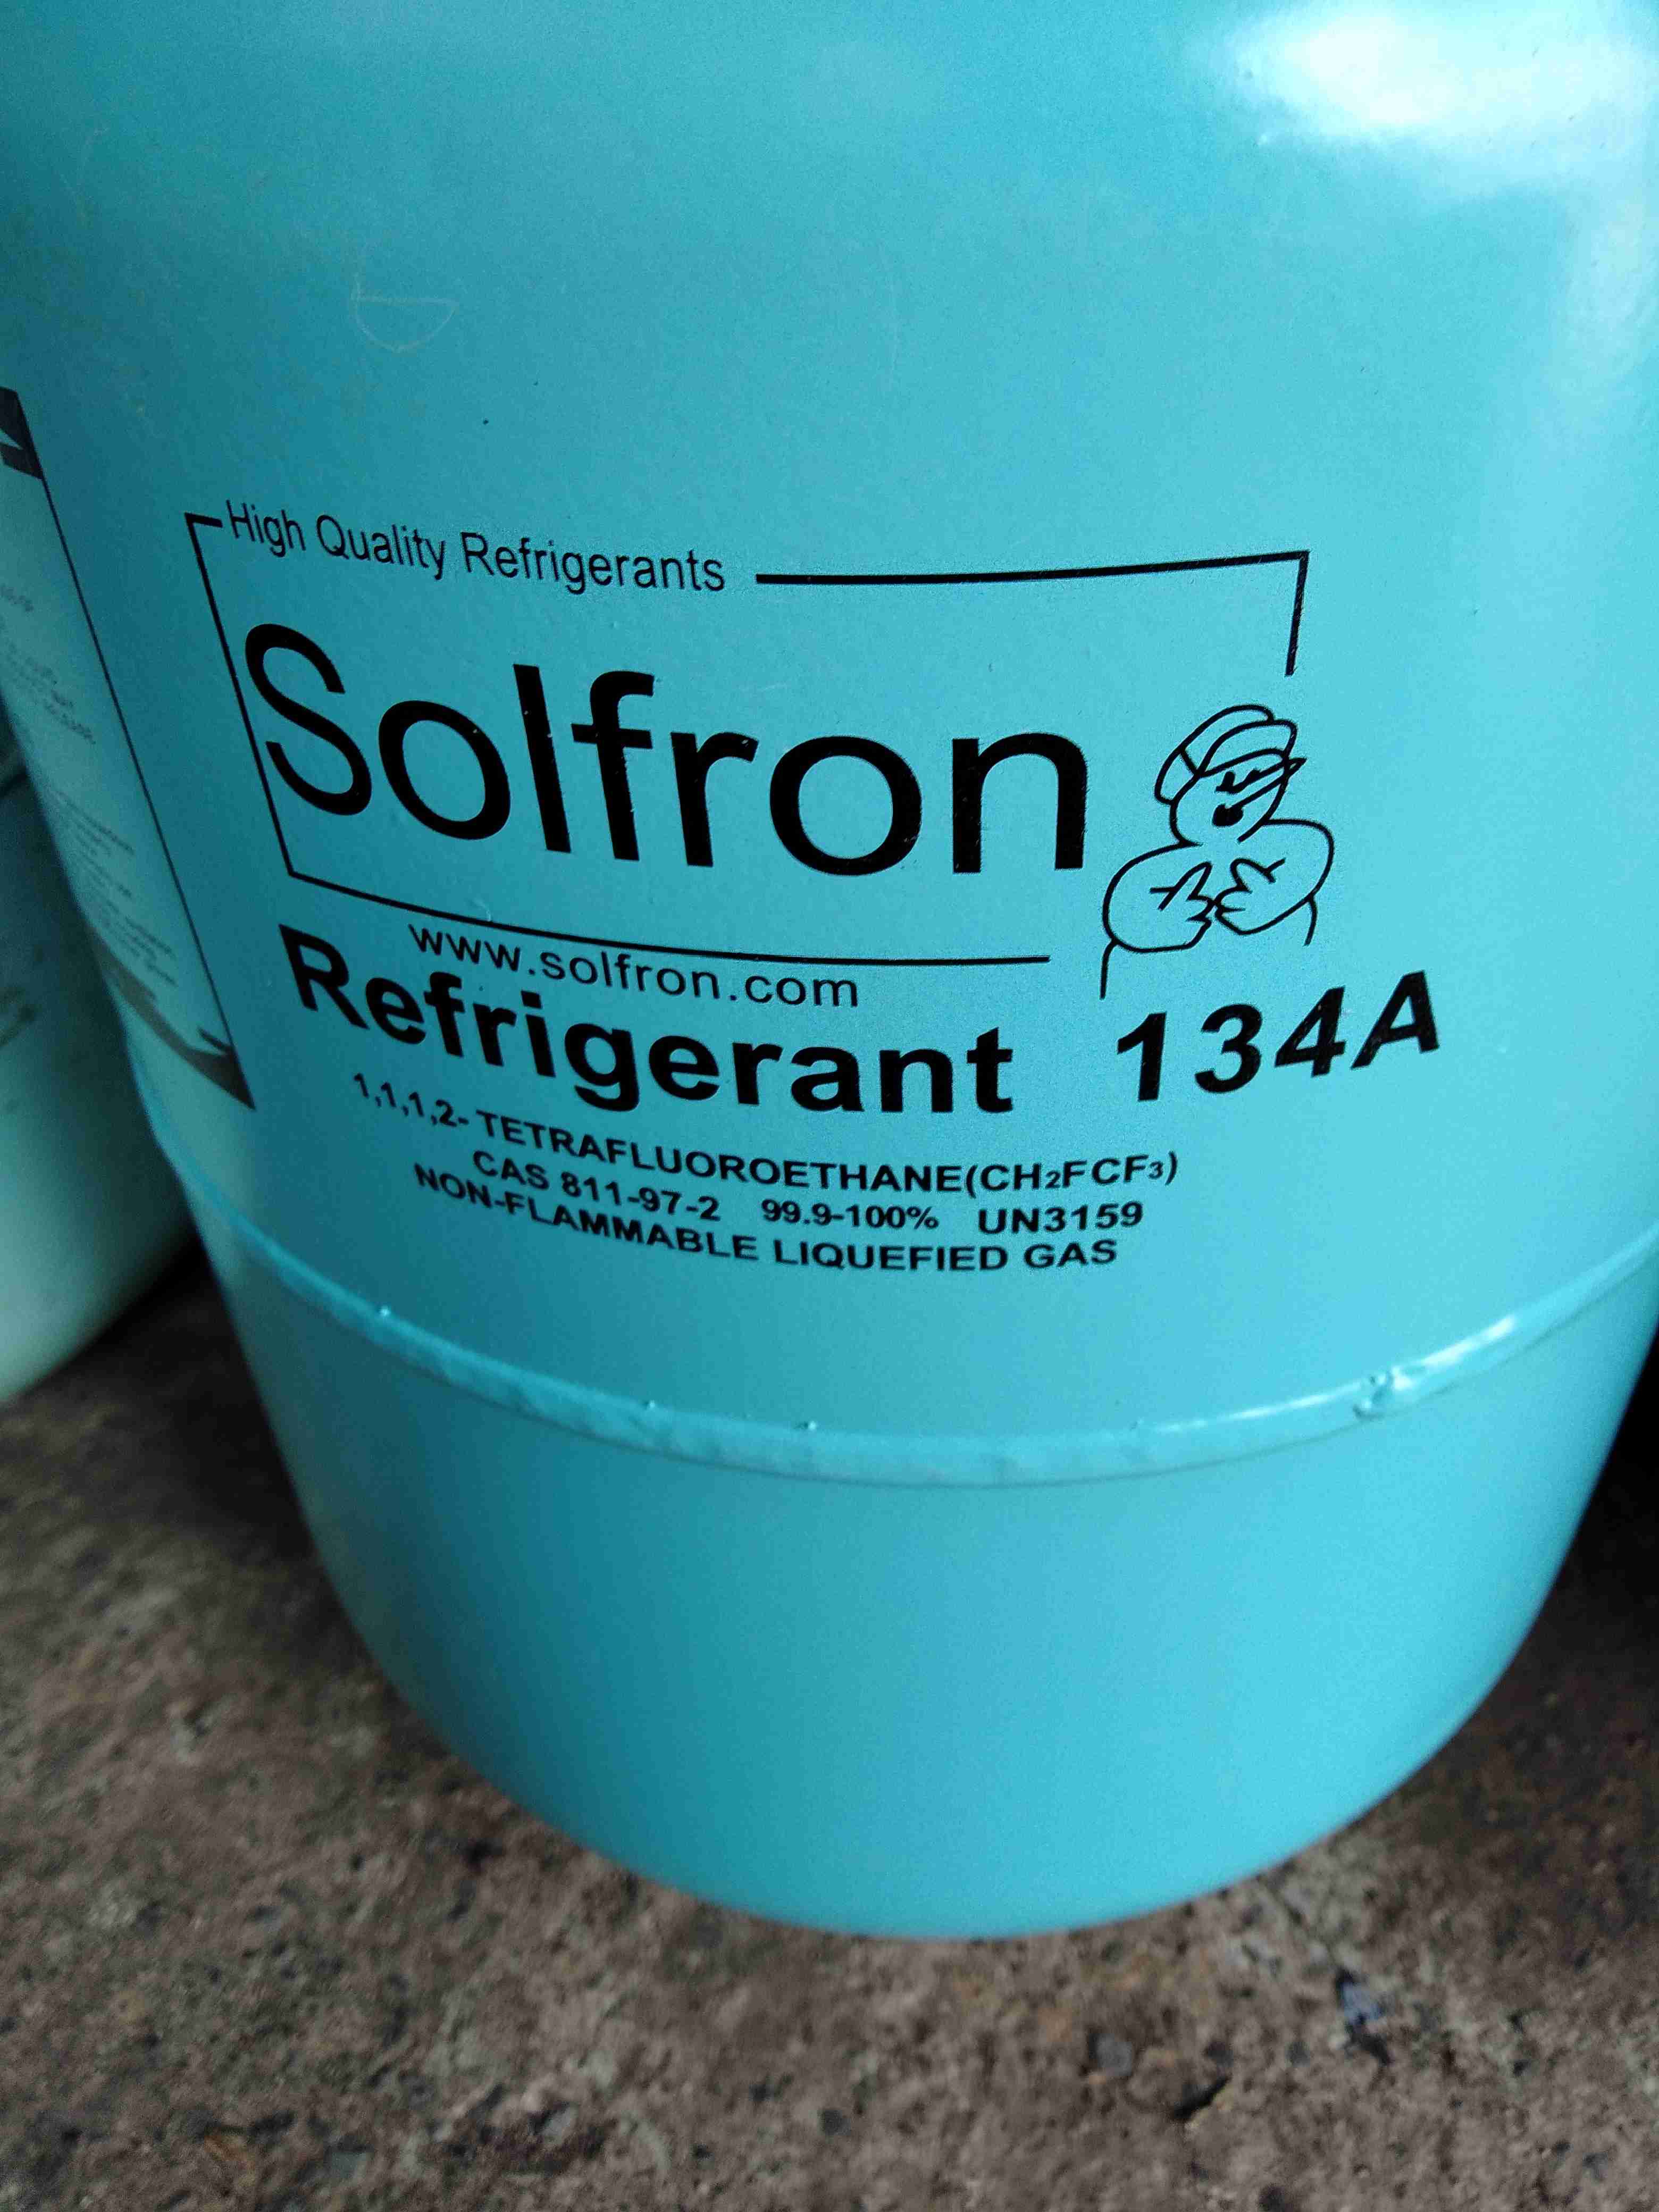 High Quality Refrigerants
Solfron
www.solfron.com
Refrigerant 134A
1,1,1,2- TETRAFLUOROETHANE(CH₂FCF₃)
CAS 811-97-2 99.9-100% UN3159
NON-FLAMMABLE LIQUEFIED GAS